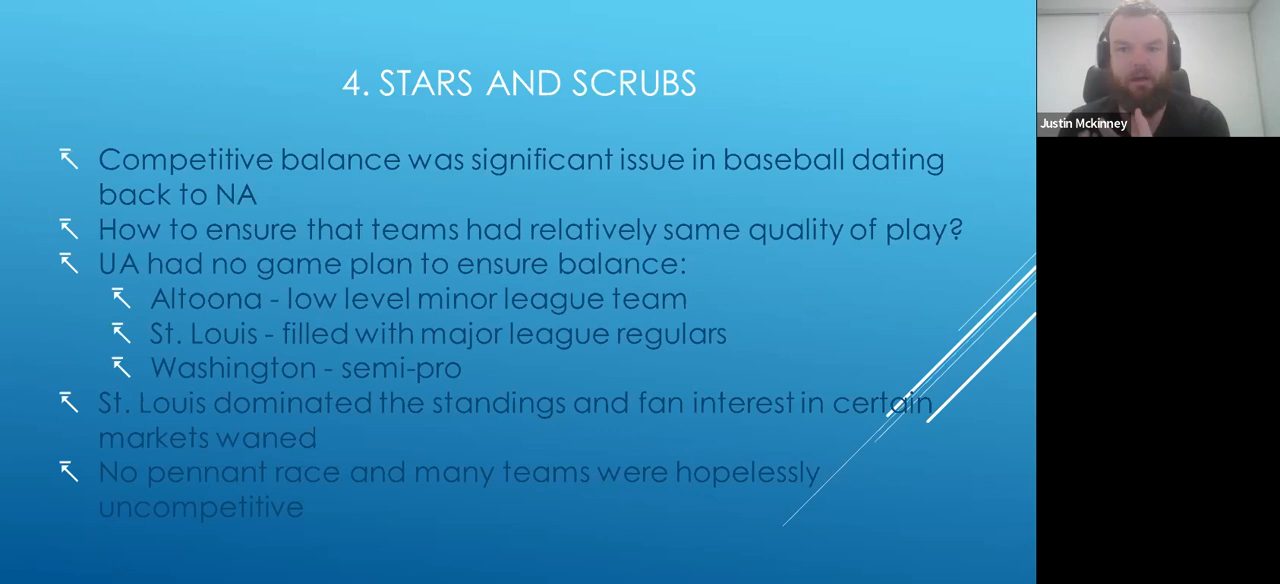 4. STARS AND SCRUBS
Competitive balance was significant issue in baseball dating
back to NA
How to ensure that teams had relatively same quality of play?
UA had no game plan to ensure balance:
Altoona - low level minor league team
St. Louis - filled with major league regulars
Washington - semi-pro
St. Louis dominated the standings and fan interest in certain
markets waned
No pennant race and many teams were hopelessly
uncompetitive
Justin Mckinney